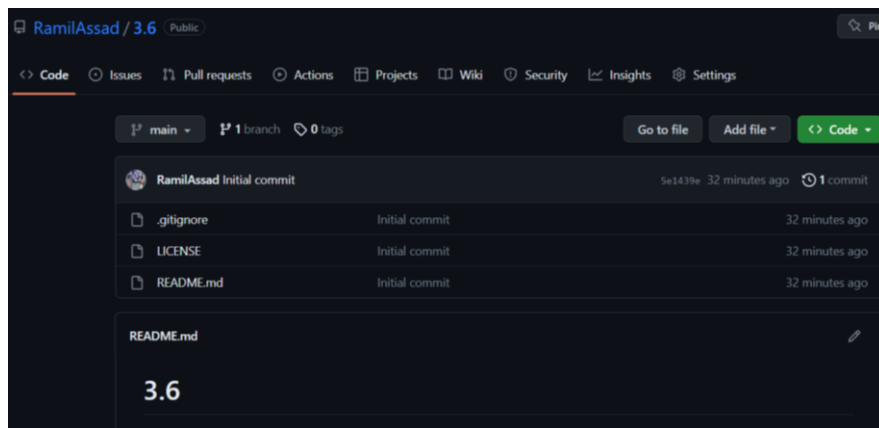 RamilAssad / 3.6 Public
Code Issues Pull requests Actions Projects Wiki Security Insights Settings
main 1 branch 0 tags Go to file Add file Code
RamilAssad Initial commit 5e1439e 32 minutes ago 1 commit
.gitignore Initial commit 32 minutes ago
LICENSE Initial commit 32 minutes ago
README.md Initial commit 32 minutes ago
README.md
3.6